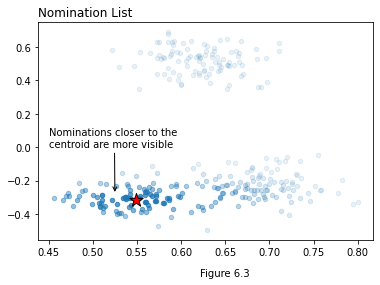 Nomination List
0.6
0.4
0.2
0.0
−0.2
−0.4
Nominations closer to the
centroid are more visible
0.45 0.50 0.55 0.60 0.65 0.70 0.75 0.80
Figure 6.3